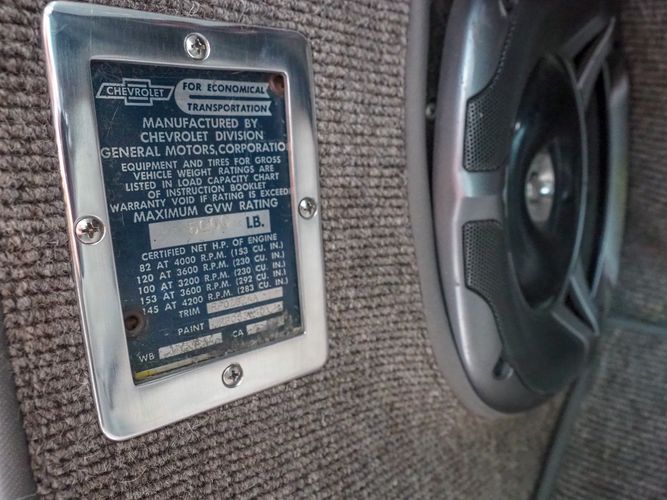 CHEVROLET
FOR ECONOMICAL
TRANSPORTATION
MANUFACTURED BY
CHEVROLET DIVISION
GENERAL MOTORS,CORPORATIO
EQUIPMENT AND TIRES FOR GROSS
VEHICLE WEIGHT RATINGS ARE
LISTED IN LOAD CAPACITY CHART
OF INSTRUCTION BOOKLET
WARRANTY VOID IF RATING IS EXCEED
MAXIMUM GVW RATING
LB.
CERTIFIED NET H.P. OF ENGINE
82 AT 4000 R.P.M. (153 CU. IN.)
120 AT 3600 R.P.M. (230 CU. IN.)
100 AT 3200 R.P.M. (230 CU. IN.)
153 AT 3600 R.P.M. (292 CU. IN.)
145 AT 4200 R.P.M. (283 CU. IN.)
TRIM
PAINT
WB CA